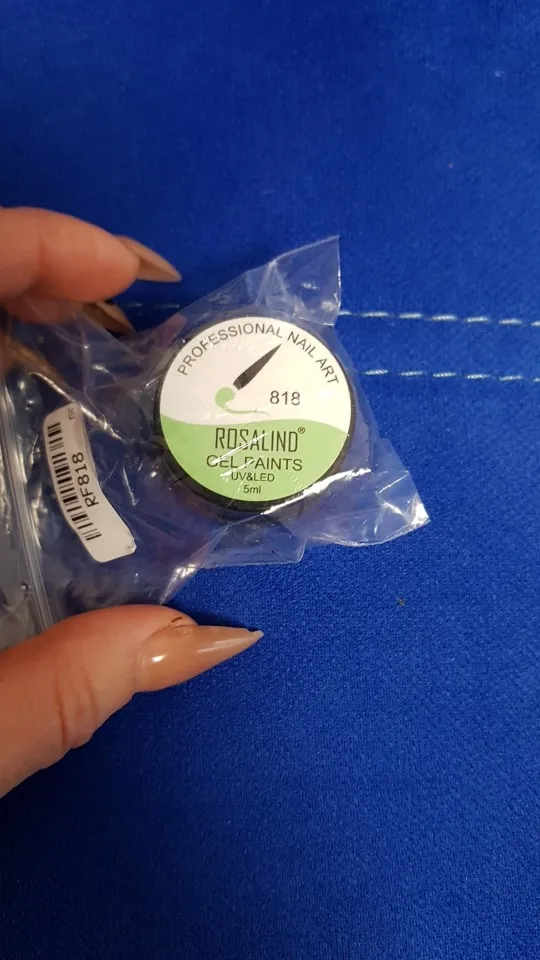 PROFESSIONAL NAIL ART
818
ROSALIND®
GEL PAINTS
UV&LED
5ml
RF818